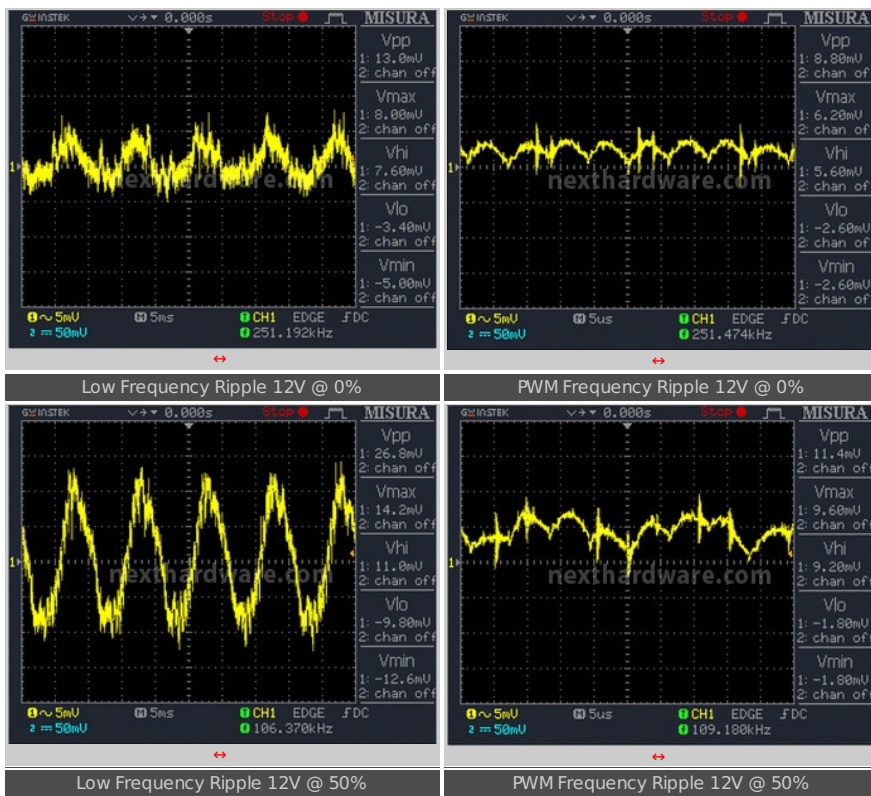 GWINSTEK 0.000s Stop MISURA
Vpp
1: 13.0mV
2: chan off
Vmax
1: 8.00mV
2: chan off
Vhi
1: 7.60mV
2: chan off
Vlo
1: -3.40mV
2: chan off
Vmin
1: -5.00mV
2: chan off
1
nexthardware.com
1 ~ 5mV M 5ms T CH1 EDGE DC
2 50mV f 251.192kHz
Low Frequency Ripple 12V @ 0%
GWINSTEK 0.000s Stop MISURA
Vpp
1: 8.80mV
2: chan off
Vmax
1: 6.20mV
2: chan off
Vhi
1: 5.60mV
2: chan off
Vlo
1: -2.60mV
2: chan off
Vmin
1: -2.60mV
2: chan off
1
nexthardware.com
1 ~ 5mV M 5us T CH1 EDGE DC
2 50mV f 251.474kHz
PWM Frequency Ripple 12V @ 0%
GWINSTEK 0.000s Stop MISURA
Vpp
1: 26.8mV
2: chan off
Vmax
1: 14.2mV
2: chan off
Vhi
1: 11.0mV
2: chan off
Vlo
1: -9.80mV
2: chan off
Vmin
1: -12.6mV
2: chan off
1
nexthardware.com
1 ~ 5mV M 5ms T CH1 EDGE DC
2 50mV f 106.370kHz
Low Frequency Ripple 12V @ 50%
GWINSTEK 0.000s Stop MISURA
Vpp
1: 11.4mV
2: chan off
Vmax
1: 9.60mV
2: chan off
Vhi
1: 9.20mV
2: chan off
Vlo
1: -1.80mV
2: chan off
Vmin
1: -1.80mV
2: chan off
1
nexthardware.com
1 ~ 5mV M 5us T CH1 EDGE DC
2 50mV f 109.180kHz
PWM Frequency Ripple 12V @ 50%